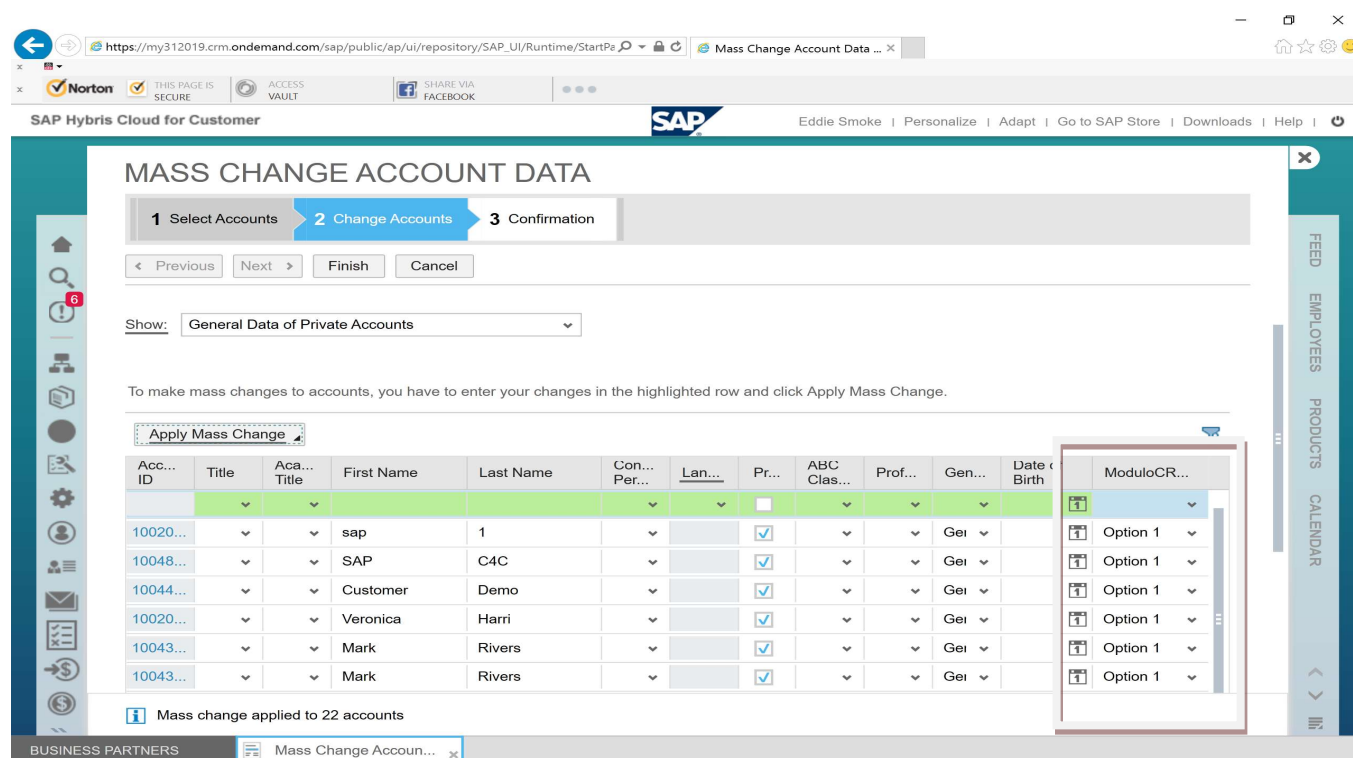 https://my312019.crm.ondemand.com/sap/public/ap/ui/repository/SAP_UI/Runtime/StartPa
Mass Change Account Data ...
Norton THIS PAGE IS SECURE ACCESS VAULT SHARE VIA FACEBOOK
SAP Hybris Cloud for Customer SAP Eddie Smoke | Personalize | Adapt | Go to SAP Store | Downloads | Help |
MASS CHANGE ACCOUNT DATA
1 Select Accounts 2 Change Accounts 3 Confirmation
Previous Next Finish Cancel
6
Show: General Data of Private Accounts
To make mass changes to accounts, you have to enter your changes in the highlighted row and click Apply Mass Change.
Apply Mass Change
Acc... ID Title Aca... Title First Name Last Name Con... Per... Lan... Pr... ABC Clas... Prof... Gen... Date Birth ModuloCR...
10020... sap 1 Ger Option 1
10048... SAP C4C Ger Option 1
10044... Customer Demo Ger Option 1
10020... Veronica Harri Ger Option 1
10043... Mark Rivers Ger Option 1
10043... Mark Rivers Ger Option 1
Mass change applied to 22 accounts
BUSINESS PARTNERS Mass Change Accoun...
FEED
EMPLOYEES
PRODUCTS
CALENDAR